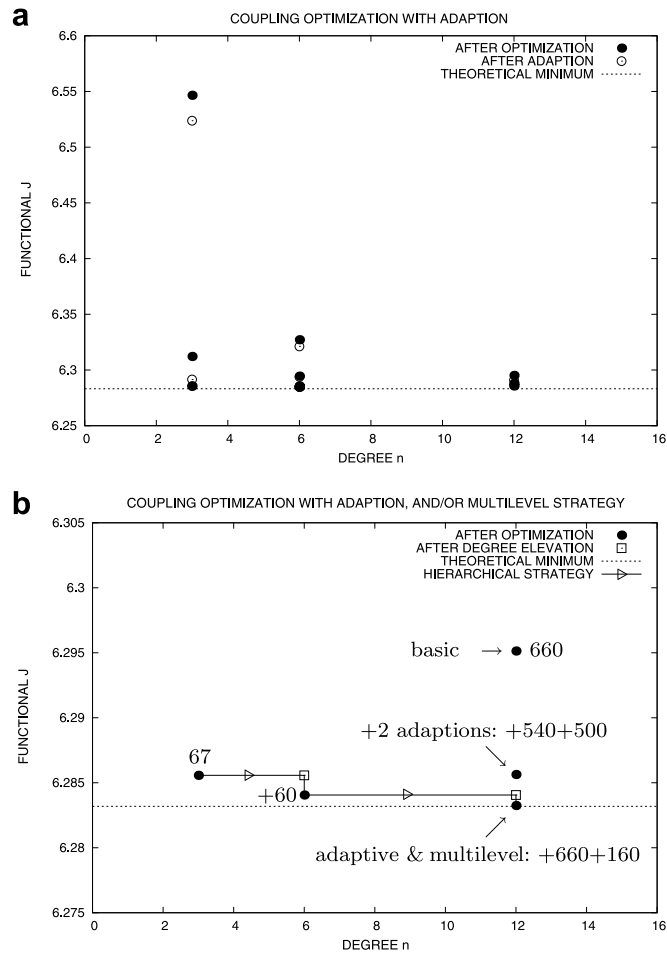 a
COUPLING OPTIMIZATION WITH ADAPTION
6.6
6.55
6.5
6.45
6.4
6.35
6.3
6.25
FUNCTIONAL J
AFTER OPTIMIZATION
AFTER ADAPTION
THEORETICAL MINIMUM
0 2 4 6 8 10 12 14 16
DEGREE n
b
COUPLING OPTIMIZATION WITH ADAPTION, AND/OR MULTILEVEL STRATEGY
6.305
6.3
6.295
6.29
6.285
6.28
6.275
FUNCTIONAL J
AFTER OPTIMIZATION
AFTER DEGREE ELEVATION
THEORETICAL MINIMUM
HIERARCHICAL STRATEGY
basic → 660
+2 adaptions: +540+500
67
+60
adaptive & multilevel: +660+160
0 2 4 6 8 10 12 14 16
DEGREE n